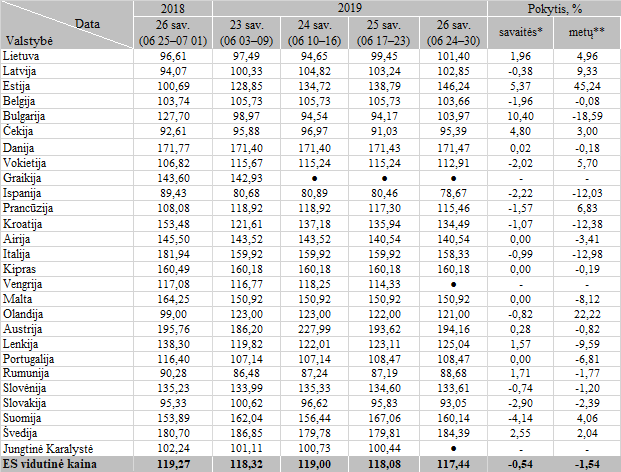 Data 2018 2019 Pokytis, %
Valstybė 26 sav. (06 25–07 01) 23 sav. (06 03–09) 24 sav. (06 10–16) 25 sav. (06 17–23) 26 sav. (06 24–30) savaitės* metų**
Lietuva 96,61 97,49 94,65 99,45 101,40 1,96 4,96
Latvija 94,07 100,33 104,82 103,24 102,85 -0,38 9,33
Estija 100,69 128,85 134,72 138,79 146,24 5,37 45,24
Belgija 103,74 105,73 105,73 105,73 103,66 -1,96 -0,08
Bulgarija 127,70 98,97 94,54 94,17 103,97 10,40 -18,59
Čekija 92,61 95,88 96,97 91,03 95,39 4,80 3,00
Danija 171,77 171,40 171,40 171,43 171,47 0,02 -0,18
Vokietija 106,82 115,67 115,24 115,24 112,91 -2,02 5,70
Graikija 143,60 142,93 ● ● ● - -
Ispanija 89,43 80,68 80,89 80,46 78,67 -2,22 -12,03
Prancūzija 108,08 118,92 118,92 117,30 115,46 -1,57 6,83
Kroatija 153,48 121,61 137,18 135,94 134,49 -1,07 -12,38
Airija 145,50 143,52 143,52 140,54 140,54 0,00 -3,41
Italija 181,94 159,92 159,92 159,92 158,33 -0,99 -12,98
Kipras 160,49 160,18 160,18 160,18 160,18 0,00 -0,19
Vengrija 117,08 116,77 118,25 114,33 ● - -
Malta 164,25 150,92 150,92 150,92 150,92 0,00 -8,12
Olandija 99,00 123,00 123,00 122,00 121,00 -0,82 22,22
Austrija 195,76 186,20 227,99 193,62 194,16 0,28 -0,82
Lenkija 138,30 119,82 122,01 123,11 125,04 1,57 -9,59
Portugalija 116,40 107,14 107,14 108,47 108,47 0,00 -6,81
Rumunija 90,28 86,48 87,24 87,19 88,68 1,71 -1,77
Slovėnija 135,23 133,99 135,33 134,60 133,61 -0,74 -1,20
Slovakija 95,33 100,62 96,62 95,83 93,05 -2,90 -2,39
Suomija 153,89 162,04 156,44 167,06 160,14 -4,14 4,06
Švedija 180,70 186,85 179,78 179,81 184,39 2,55 2,04
Jungtinė Karalystė 102,24 101,11 100,73 100,44 ● - -
ES vidutinė kaina 119,27 118,32 119,00 118,08 117,44 -0,54 -1,54